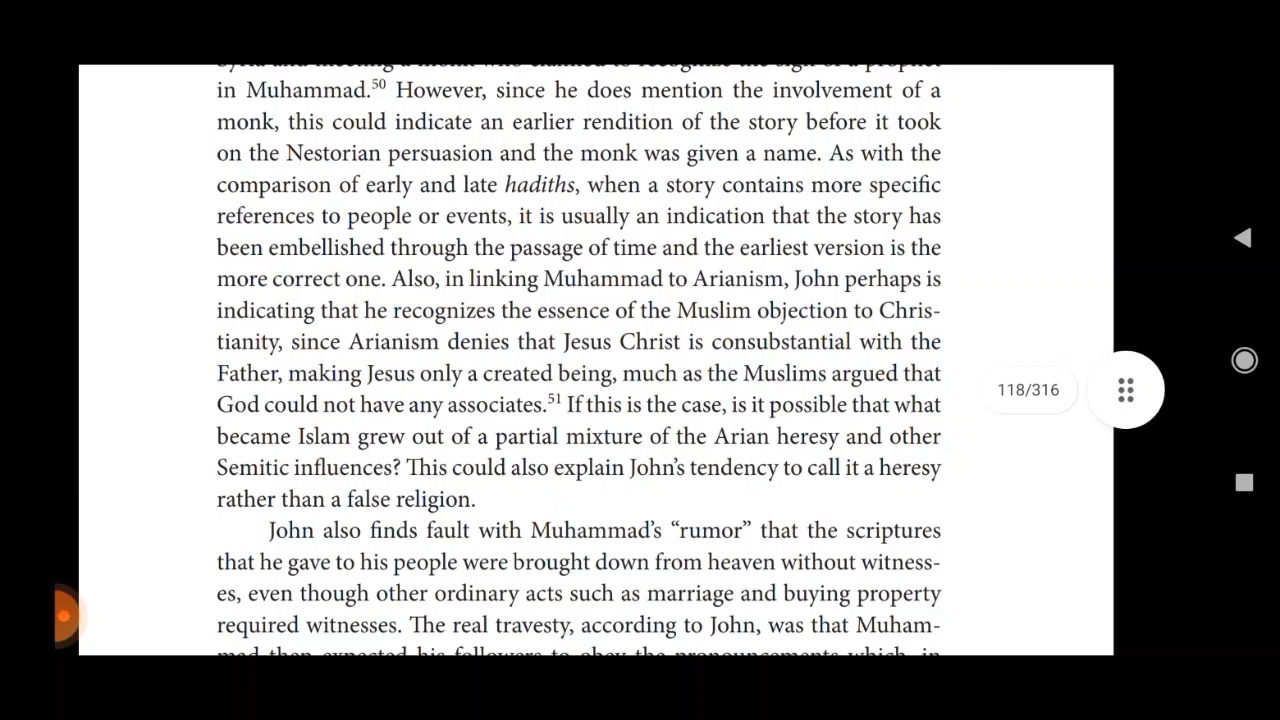 in Muhammad.50 However, since he does mention the involvement of a
monk, this could indicate an earlier rendition of the story before it took
on the Nestorian persuasion and the monk was given a name. As with the
comparison of early and late hadiths, when a story contains more specific
references to people or events, it is usually an indication that the story has
been embellished through the passage of time and the earliest version is the
more correct one. Also, in linking Muhammad to Arianism, John perhaps is
indicating that he recognizes the essence of the Muslim objection to Chris-
tianity, since Arianism denies that Jesus Christ is consubstantial with the
Father, making Jesus only a created being, much as the Muslims argued that
God could not have any associates.51 If this is the case, is it possible that what
became Islam grew out of a partial mixture of the Arian heresy and other
Semitic influences? This could also explain John’s tendency to call it a heresy
rather than a false religion.
John also finds fault with Muhammad’s “rumor” that the scriptures
that he gave to his people were brought down from heaven without witness-
es, even though other ordinary acts such as marriage and buying property
required witnesses. The real travesty, according to John, was that Muham-
118/316